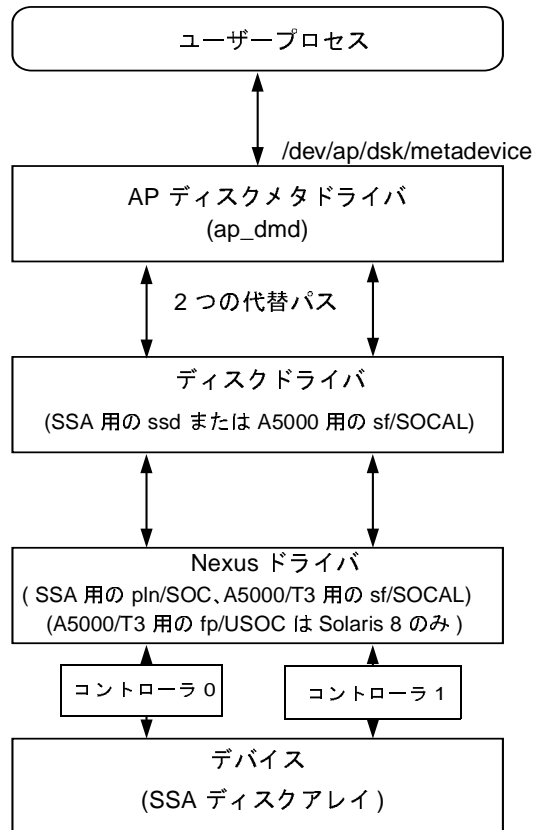 ユーザープロセス
/dev/ap/dsk/metadevice
AP ディスクメタドライバ
(ap_dmd)
2 つの代替パス
ディスクドライバ
(SSA 用の ssd または A5000 用の sf/SOCAL)
Nexus ドライバ
( SSA 用の pln/SOC、A5000/T3 用の sf/SOCAL)
(A5000/T3 用の fp/USOC は Solaris 8 のみ )
コントローラ 0
コントローラ 1
デバイス
(SSA ディスクアレイ )